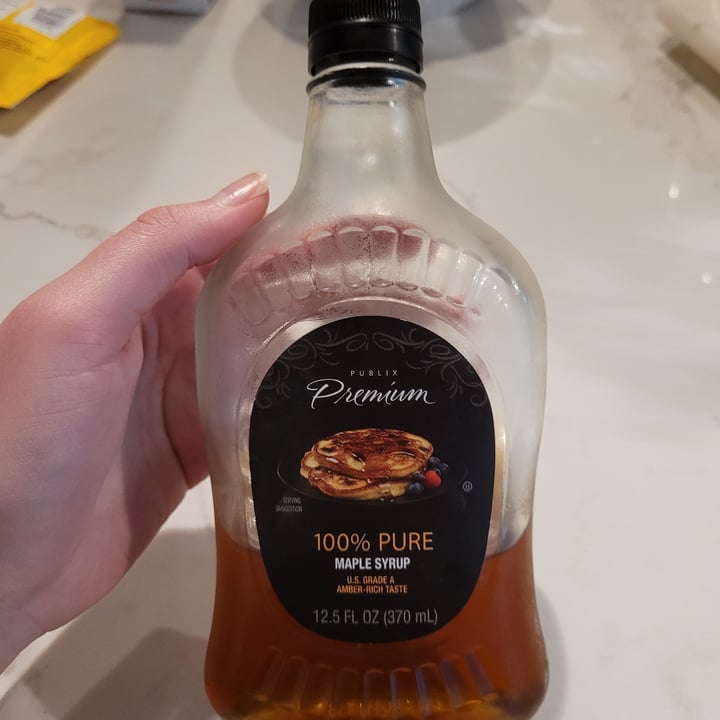 PUBLIX
Premium
SERVING
SUGGESTION
U
100% PURE
MAPLE SYRUP
U.S. GRADE A
AMBER-RICH TASTE
12.5 FL OZ (370 mL)